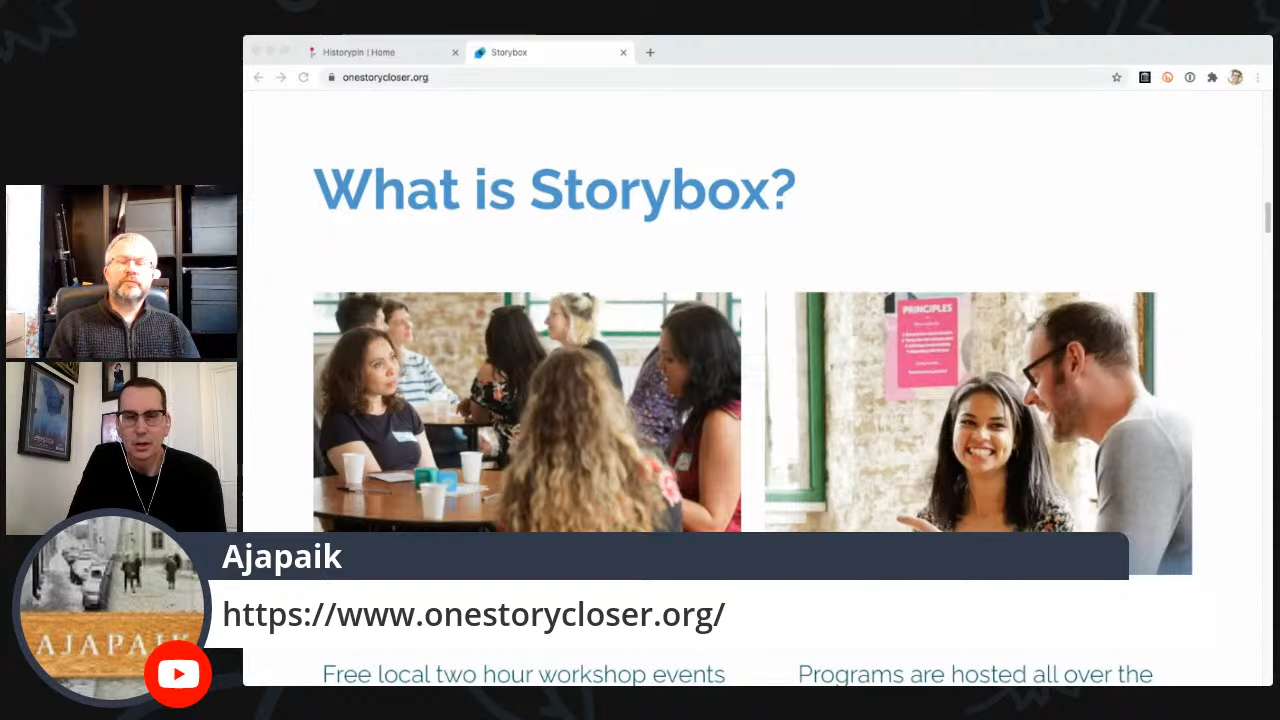 Historypin | Home
Storybox
onestorycloser.org
What is Storybox?
PRINCIPLES
Ajapaik
https://www.onestorycloser.org/
AJAPAIK
Free local two hour workshop events
Programs are hosted all over the